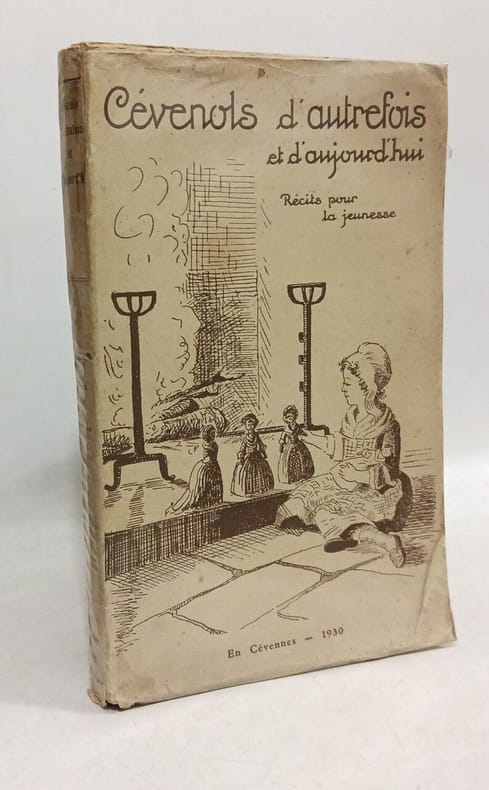 Cévenols d'autrefois
et d'aujourd'hui
Récits pour
la jeunesse
En Cévennes — 1930